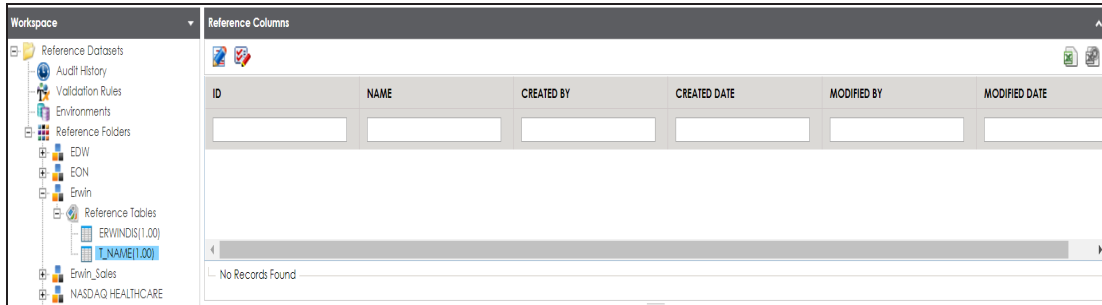 Workspace
Reference Datasets
Audit History
Validation Rules
Environments
Reference Folders
EDW
EON
Erwin
Reference Tables
ERWINDIS(1.00)
T_NAME(1.00)
Erwin_Sales
NASDAQ HEALTHCARE
Reference Columns
ID NAME CREATED BY CREATED DATE MODIFIED BY MODIFIED DATE
No Records Found